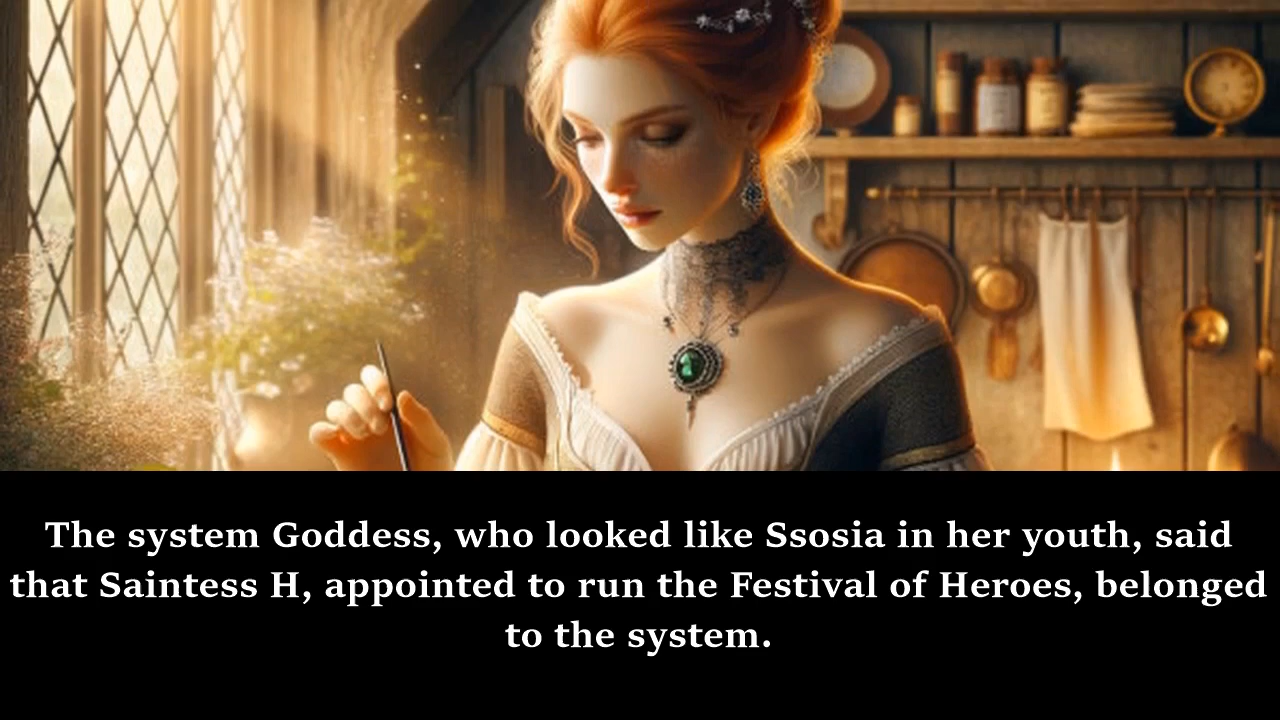 The system Goddess, who looked like Ssosia in her youth, said
that Saintess H, appointed to run the Festival of Heroes, belonged
to the system.